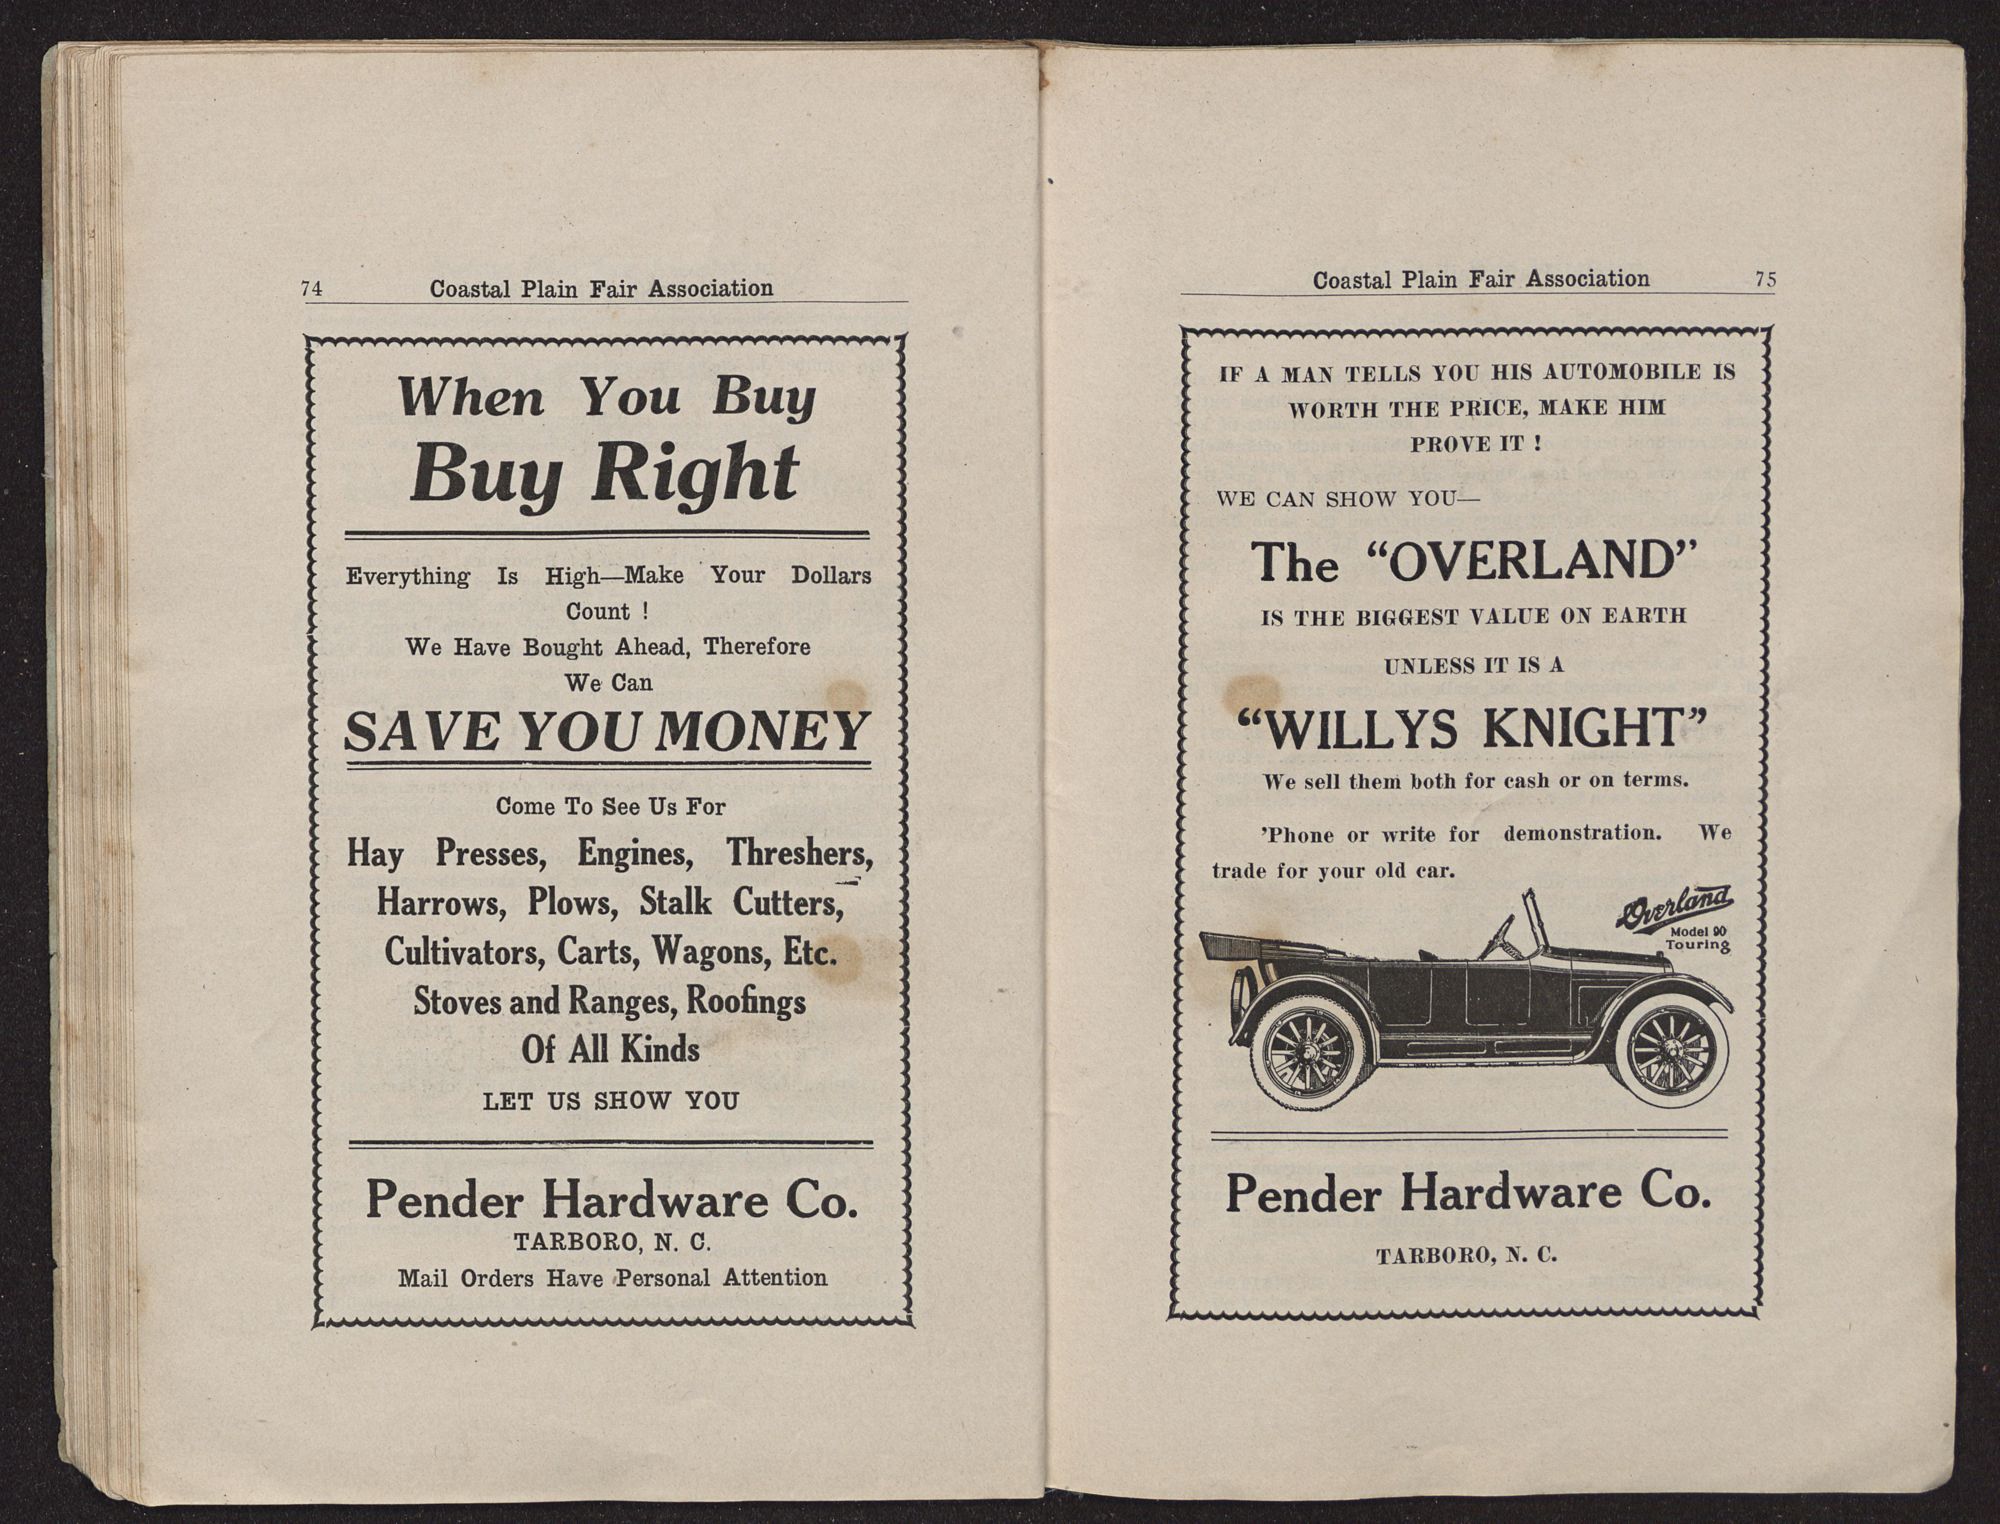 74 Coastal Plain Fair Association
When You Buy
Buy Right
Everything Is High—Make Your Dollars
Count !
We Have Bought Ahead, Therefore
We Can
SAVE YOU MONEY
Come To See Us For
Hay Presses, Engines, Threshers,
Harrows, Plows, Stalk Cutters,
Cultivators, Carts, Wagons, Etc.
Stoves and Ranges, Roofings
Of All Kinds
LET US SHOW YOU
Pender Hardware Co.
TARBORO, N. C.
Mail Orders Have Personal Attention
Coastal Plain Fair Association 75
IF A MAN TELLS YOU HIS AUTOMOBILE IS
WORTH THE PRICE, MAKE HIM
PROVE IT !
WE CAN SHOW YOU—
The “OVERLAND”
IS THE BIGGEST VALUE ON EARTH
UNLESS IT IS A
“WILLYS KNIGHT”
We sell them both for cash or on terms.
’Phone or write for demonstration. We
trade for your old car.
Overland
Model 90
Touring
Pender Hardware Co.
TARBORO, N. C.